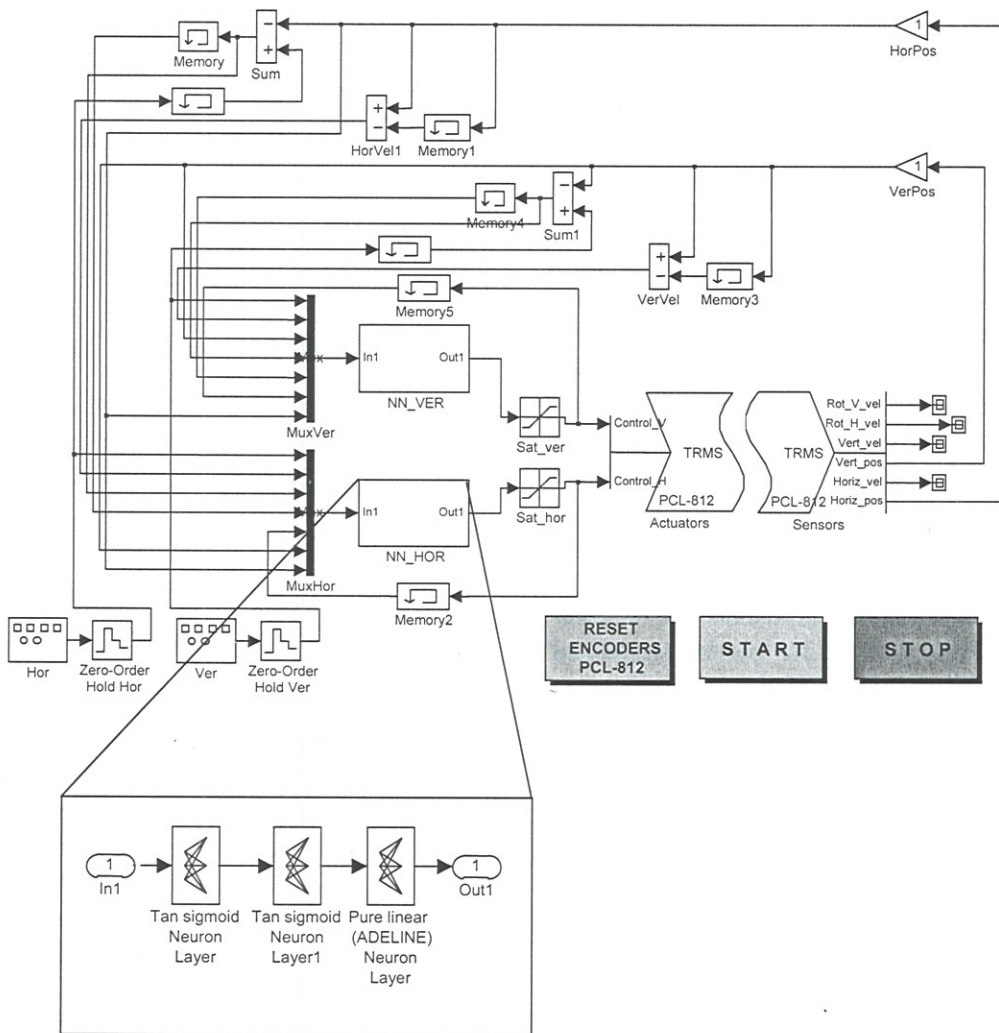 1
HorPos
Memory
Sum
HorVel1
Memory1
1
VerPos
Memory4
Sum1
VerVel
Memory3
Memory5
In1
Out1
NN_VER
MuxVer
Sat_ver
Control_V
TRMS
TRMS
Rot_V_vel
Rot_H_vel
Vert_vel
Vert_pos
Horiz_vel
Horiz_pos
Control_H
PCL-812
PCL-812
Actuators
Sensors
In1
Out1
NN_HOR
MuxHor
Sat_hor
Memory2
Hor
Zero-Order
Hold Hor
Ver
Zero-Order
Hold Ver
RESET
ENCODERS
PCL-812
START
STOP
1
In1
Tan sigmoid
Neuron
Layer
Tan sigmoid
Neuron
Layer1
Pure linear
(ADELINE)
Neuron
Layer
1
Out1